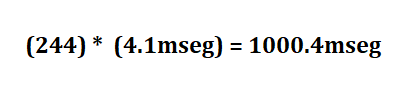 (244) * (4.1mseg) = 1000.4mseg